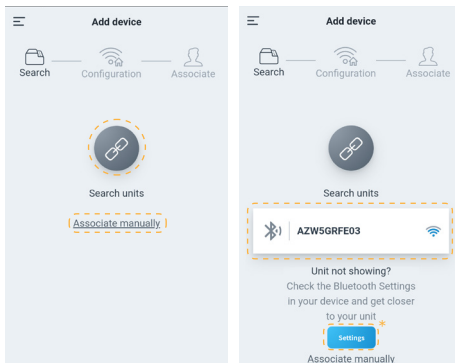 Add device
Search Configuration Associate
Search units
Associate manually
Add device
Search Configuration Associate
Search units
AZW5GRFE03
Unit not showing?
Check the Bluetooth Settings
in your device and get closer
to your unit
Settings
*
Associate manually